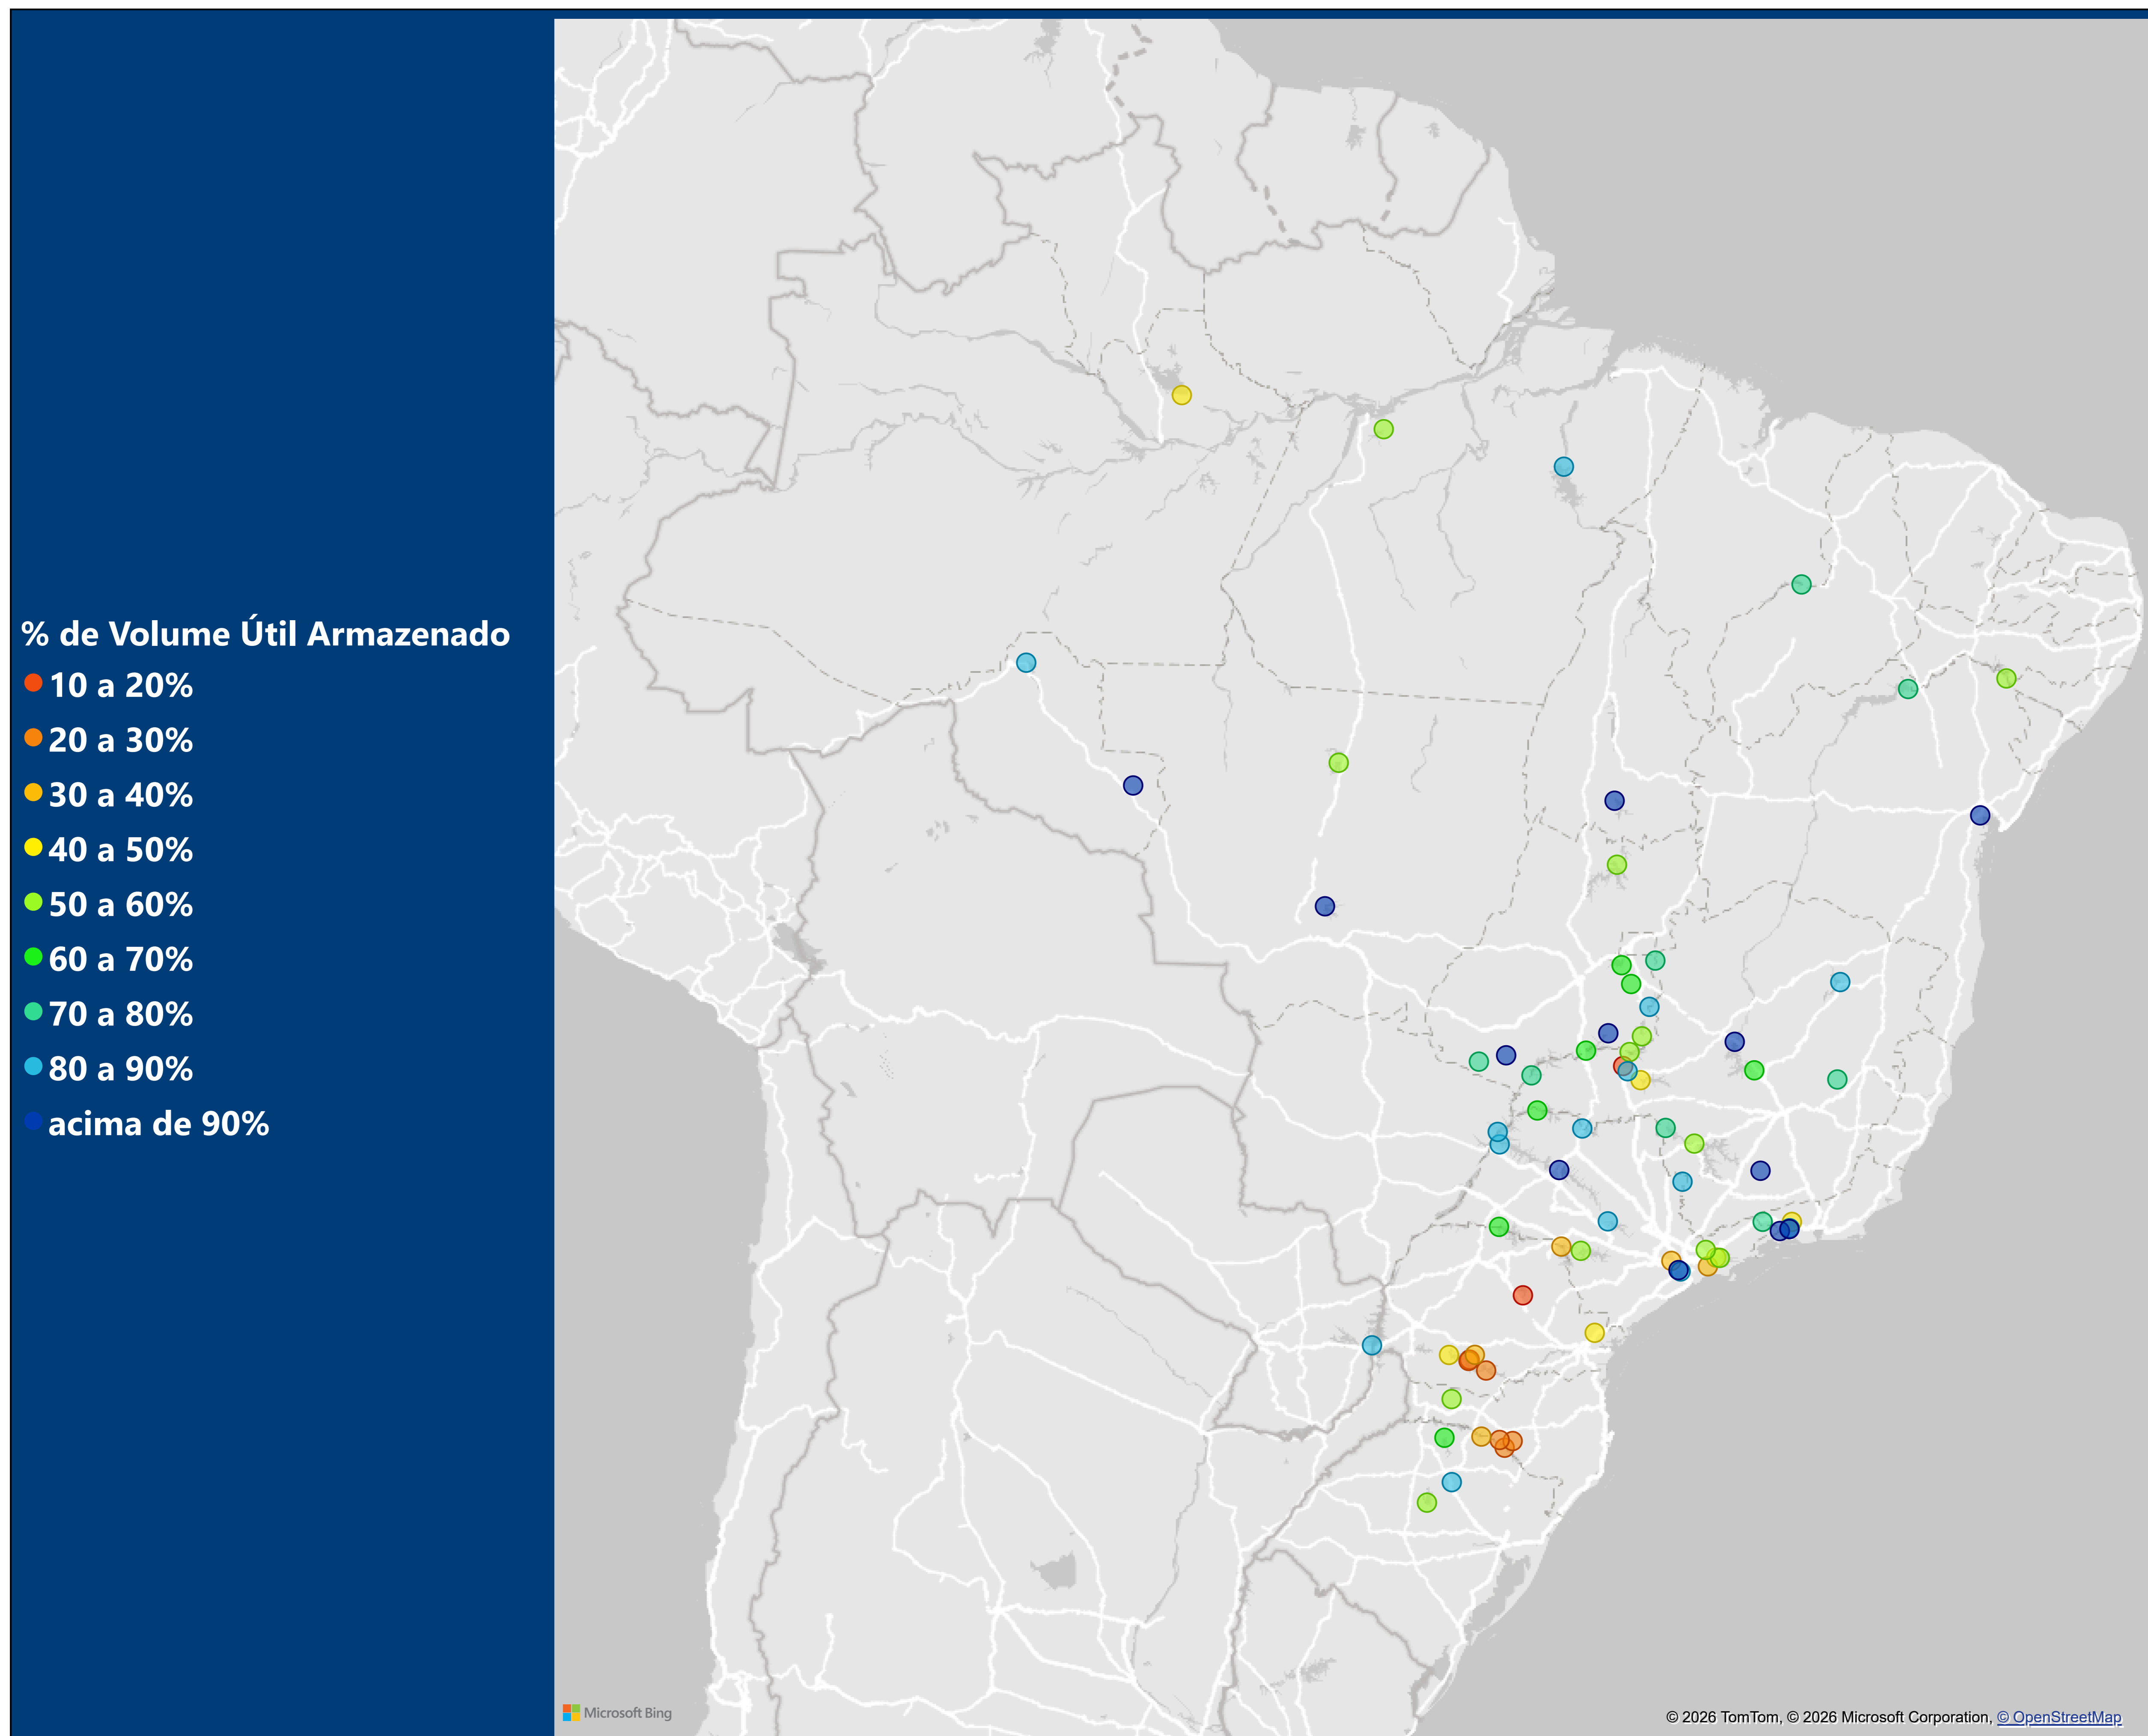 % de Volume Útil Armazenado
10 a 20%
20 a 30%
30 a 40%
40 a 50%
50 a 60%
60 a 70%
70 a 80%
80 a 90%
acima de 90%
Microsoft Bing
© 2026 TomTom, © 2026 Microsoft Corporation, © OpenStreetMap